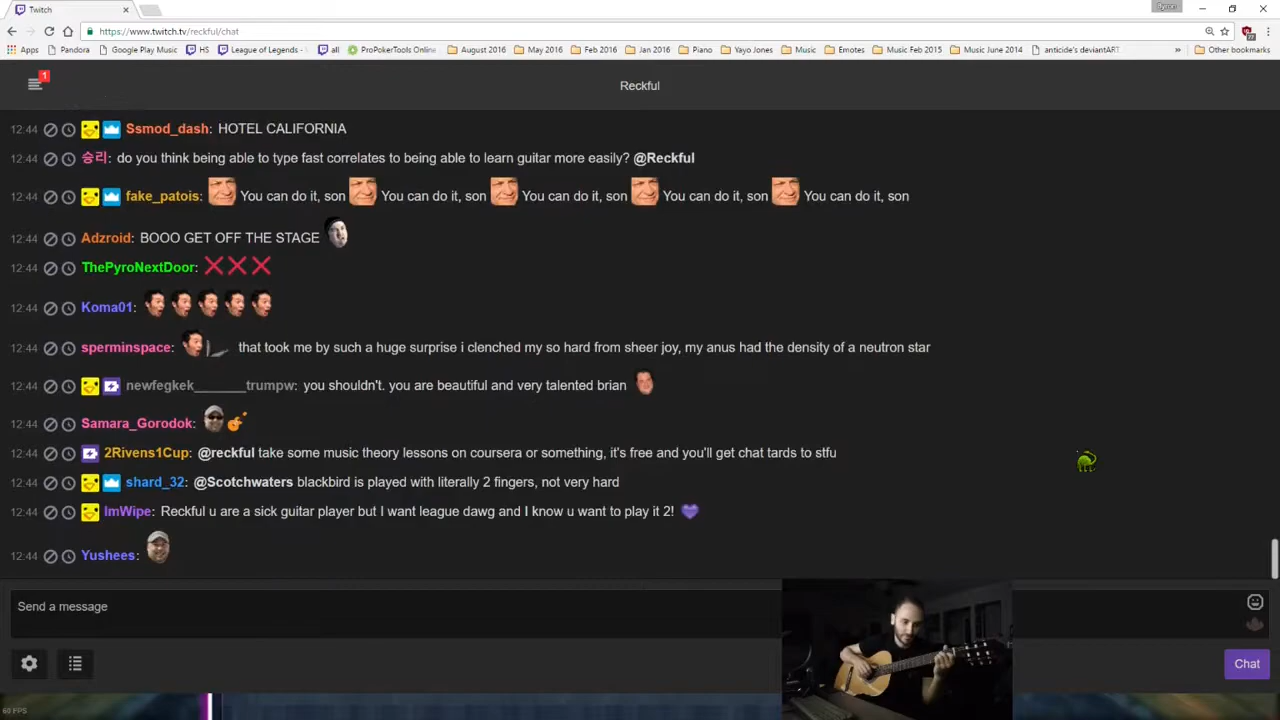 Twitch
Byron
https://www.twitch.tv/reckful/chat
Apps Pandora Google Play Music HS League of Legends all ProPokerTools Online August 2016 May 2016 Feb 2016 Jan 2016 Piano Yayo Jones Music Emotes Music Feb 2015 Music June 2014 anticide's deviantART » Other bookmarks
1
Reckful
12:44 Ssmod_dash: HOTEL CALIFORNIA
12:44 승리: do you think being able to type fast correlates to being able to learn guitar more easily? @Reckful
12:44 fake_patois: You can do it, son You can do it, son You can do it, son You can do it, son You can do it, son
12:44 Adzroid: BOOO GET OFF THE STAGE
12:44 ThePyroNextDoor:
12:44 Koma01:
12:44 sperminspace: that took me by such a huge surprise i clenched my so hard from sheer joy, my anus had the density of a neutron star
12:44 newfegkek_______trumpw: you shouldn't. you are beautiful and very talented brian
12:44 Samara_Gorodok:
12:44 2Rivens1Cup: @reckful take some music theory lessons on coursera or something, it's free and you'll get chat tards to stfu
12:44 shard_32: @Scotchwaters blackbird is played with literally 2 fingers, not very hard
12:44 ImWipe: Reckful u are a sick guitar player but I want league dawg and I know u want to play it 2!
12:44 Yushees:
Send a message
Chat
60 FPS